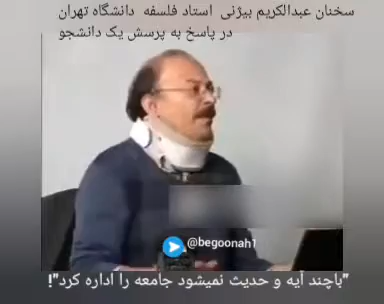 سخنان عبدالکریم بیژنی استاد فلسفه دانشگاه تهران
در پاسخ به پرسش یک دانشجو
@begoonah1
"باچند آیه و حدیث نمیشود جامعه را اداره کرد"!